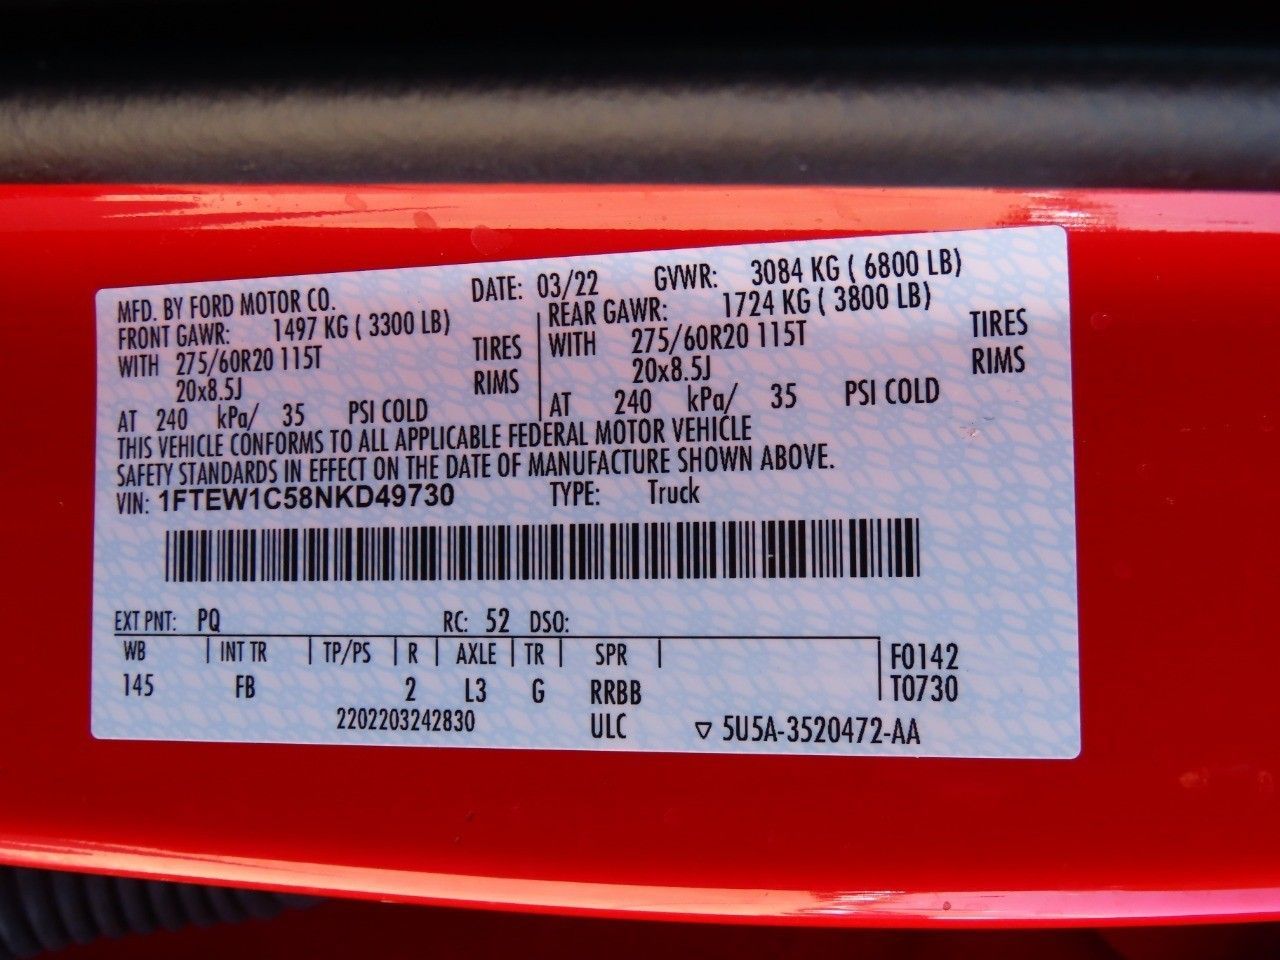 MFD. BY FORD MOTOR CO. DATE: 03/22 GVWR: 3084 KG ( 6800 LB)
FRONT GAWR: 1497 KG ( 3300 LB) REAR GAWR: 1724 KG ( 3800 LB)
WITH 275/60R20 115T TIRES WITH 275/60R20 115T TIRES
20x8.5J RIMS 20x8.5J RIMS
AT 240 kPa/ 35 PSI COLD AT 240 kPa/ 35 PSI COLD
THIS VEHICLE CONFORMS TO ALL APPLICABLE FEDERAL MOTOR VEHICLE
SAFETY STANDARDS IN EFFECT ON THE DATE OF MANUFACTURE SHOWN ABOVE.
VIN: 1FTEW1C58NKD49730 TYPE: Truck
EXT PNT: PQ RC: 52 DSO:
WB INT TR TP/PS R AXLE TR SPR F0142
145 FB 2 L3 G RRBB T0730
2202203242830 ULC ▽ 5U5A-3520472-AA